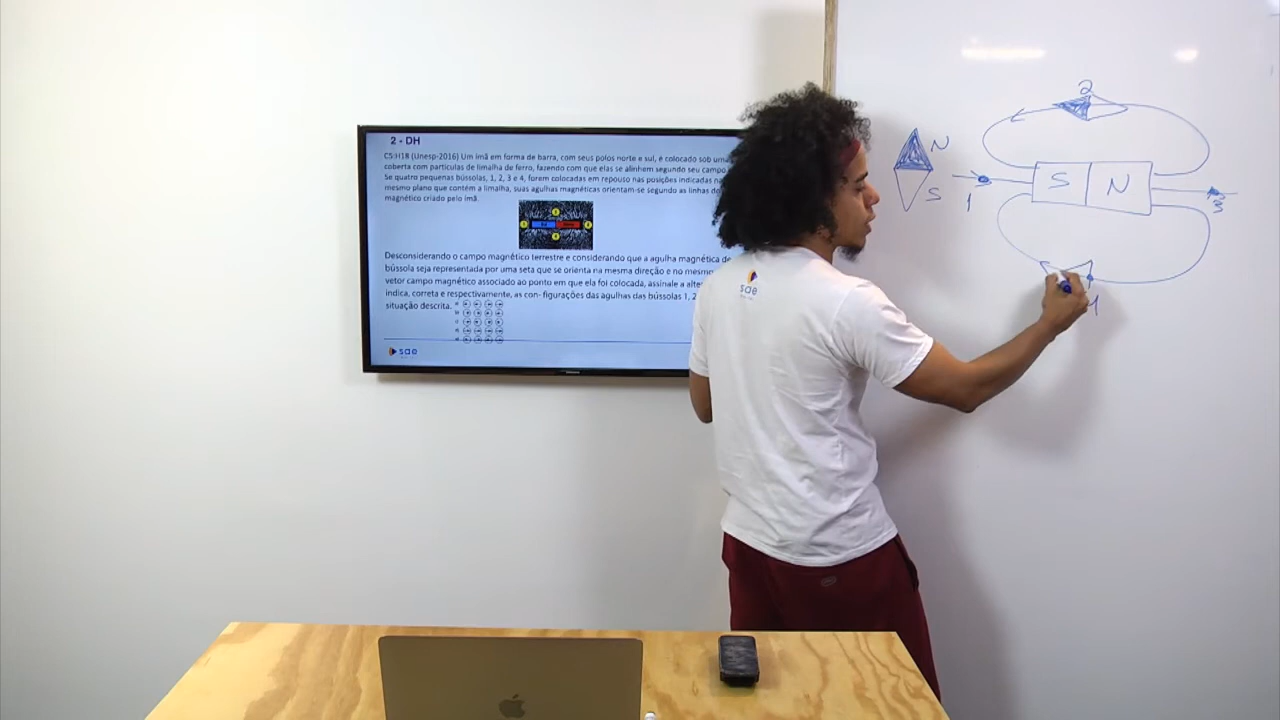 2 - DH
C5:H18 (Unesp-2016) Um ímã em forma de barra, com seus polos norte e sul, é colocado sob uma
coberta com partículas de limalha de ferro, fazendo com que elas se alinhem segundo seu campo
Se quatro pequenas bússolas, 1, 2, 3 e 4, forem colocadas em repouso nas posições indicadas na
mesmo plano que contém a limalha, suas agulhas magnéticas orientam-se segundo as linhas do
magnético criado pelo ímã.
Desconsiderando o campo magnético terrestre e considerando que a agulha magnética de
bússola seja representada por uma seta que se orienta na mesma direção e no mesmo
vetor campo magnético associado ao ponto em que ela foi colocada, assinale a alte
indica, correta e respectivamente, as con- figurações das agulhas das bússolas 1, 2
situação descrita.
sae
sae
N
S
1
2
S N
3
4